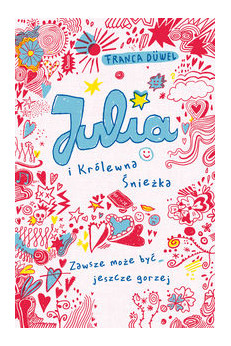 FRANCA DÜWEL
Julia
i Królewna
Śnieżka
Zawsze może być
jeszcze gorzej